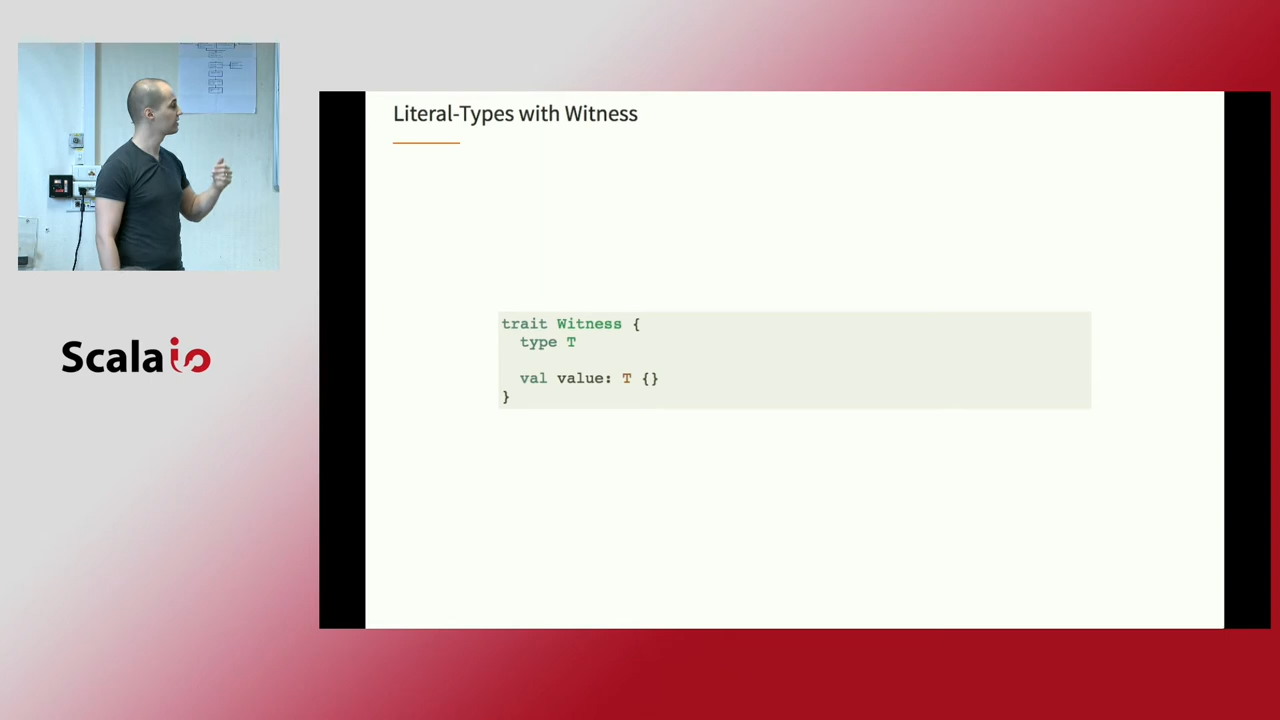 Literal-Types with Witness
trait Witness {
type T
val value: T {}
}
Scala io